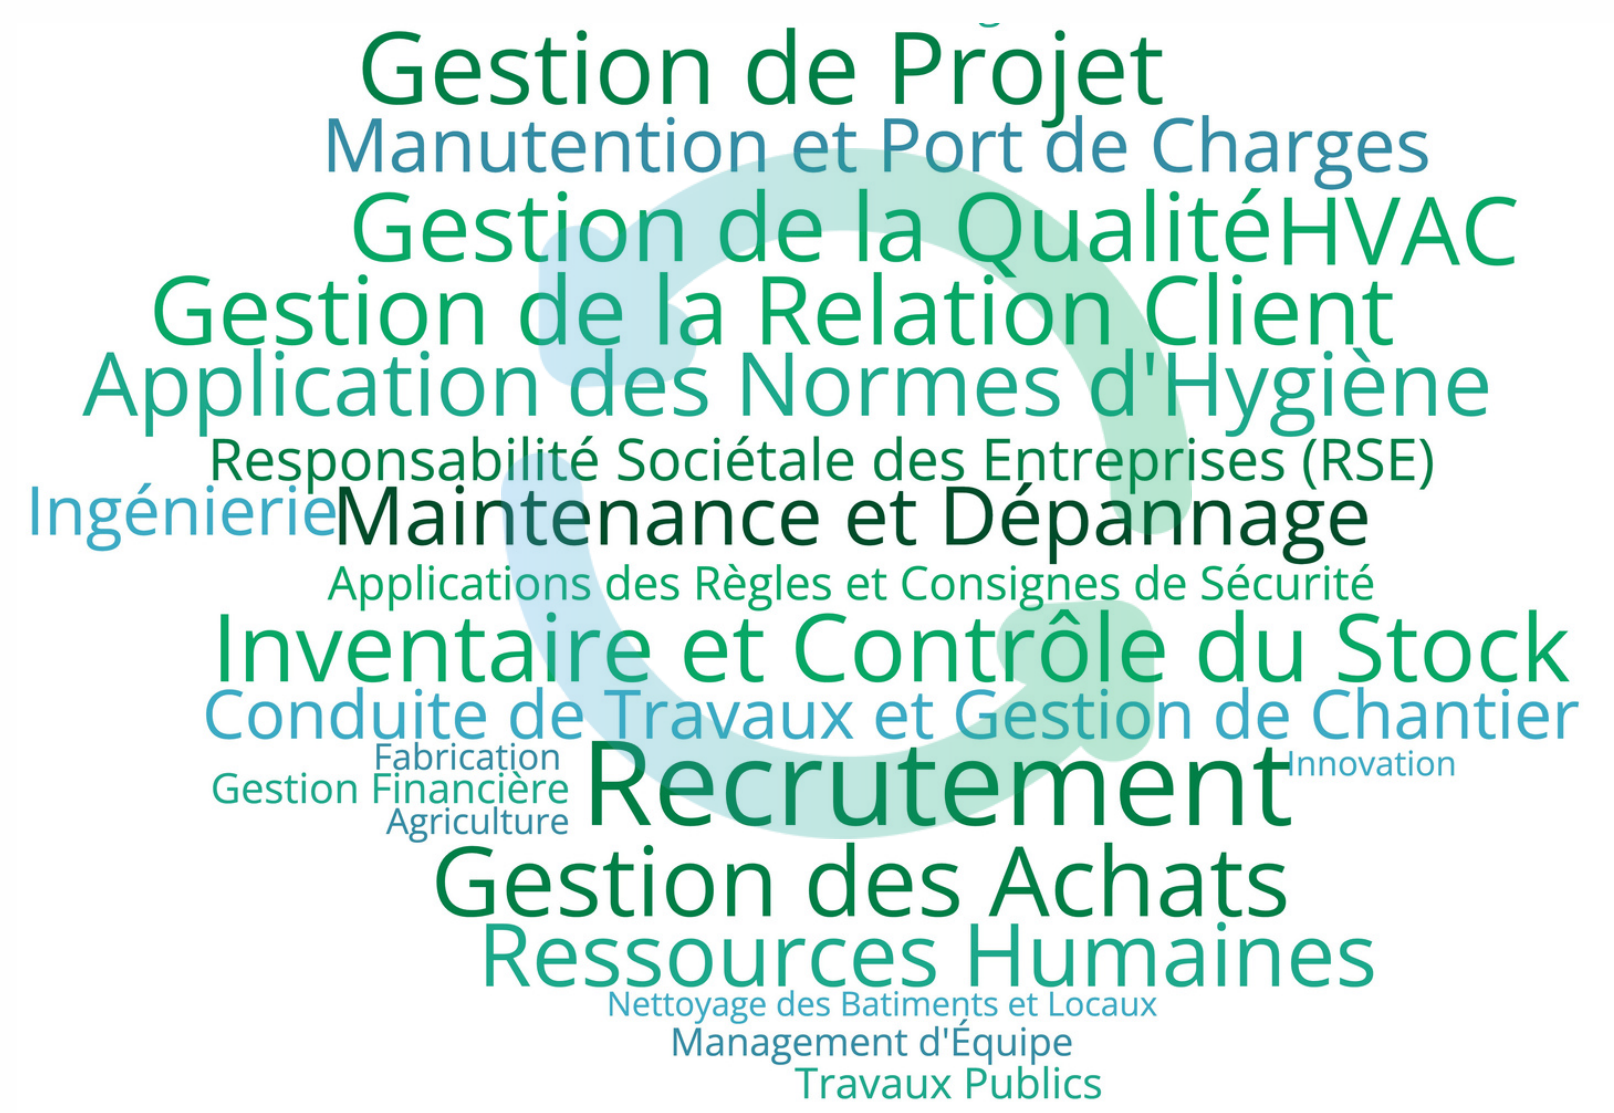 Gestion de Projet
Manutention et Port de Charges
Gestion de la Qualité
HVAC
Gestion de la Relation Client
Application des Normes d'Hygiène
Responsabilité Sociétale des Entreprises (RSE)
Ingénierie
Maintenance et Dépannage
Applications des Règles et Consignes de Sécurité
Inventaire et Contrôle du Stock
Conduite de Travaux et Gestion de Chantier
Fabrication
Gestion Financière
Agriculture
Recrutement
Innovation
Gestion des Achats
Ressources Humaines
Nettoyage des Batiments et Locaux
Management d'Équipe
Travaux Publics